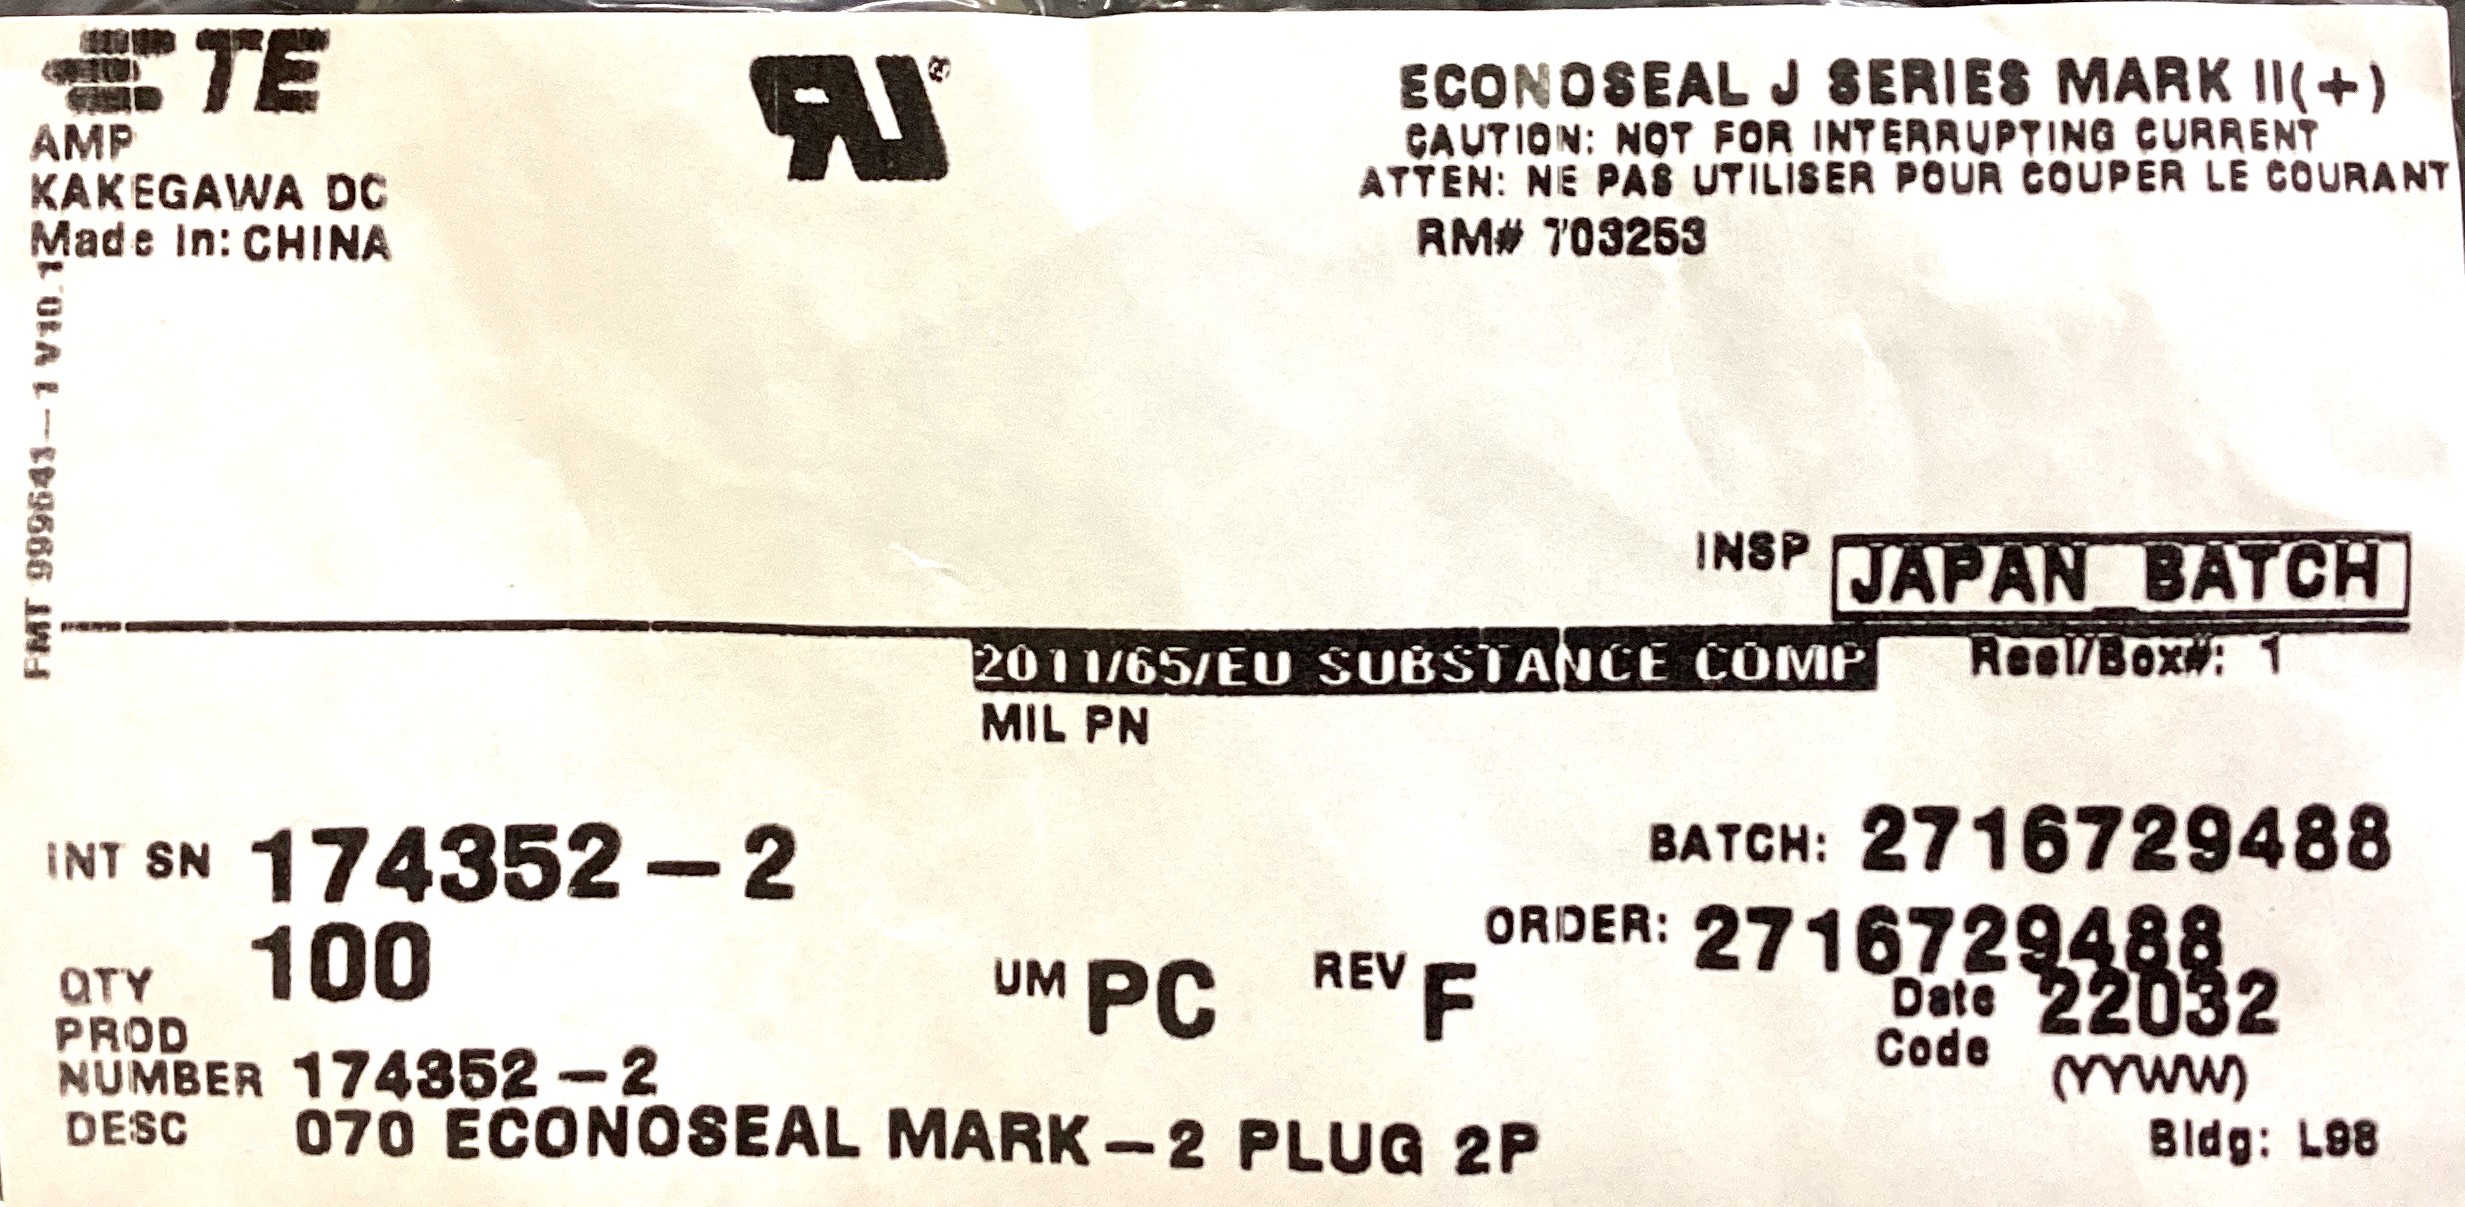 TE
AMP
KAKEGAWA DC
Made In: CHINA
FMT 999641-1 V10.1
RU®
ECONOSEAL J SERIES MARK II(+)
CAUTION: NOT FOR INTERRUPTING CURRENT
ATTEN: NE PAS UTILISER POUR COUPER LE COURANT
RM# 703253
INSP JAPAN_BATCH
2011/65/EU SUBSTANCE COMP
Reel/Box#: 1
MIL PN
INT SN 174352-2
BATCH: 2716729488
ORDER: 2716729488
QTY 100
UM PC
REV F
Date Code 22032
(YYWW)
PROD
NUMBER 174352-2
DESC 070 ECONOSEAL MARK-2 PLUG 2P
Bldg: L98